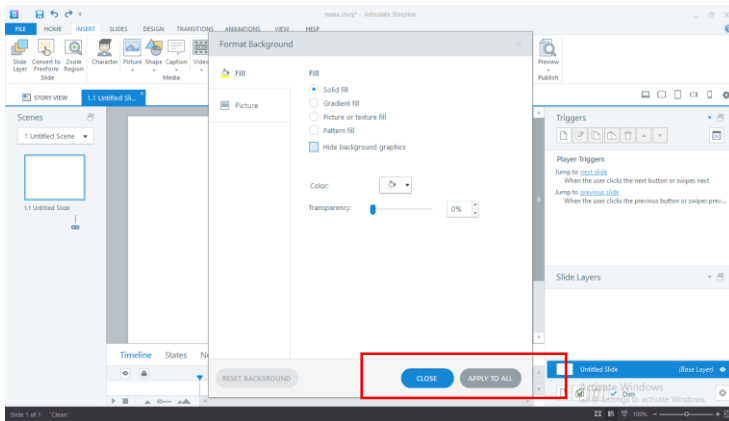 nama.story* - Articulate Storyline
FILE HOME INSERT SLIDES DESIGN TRANSITIONS ANIMATIONS VIEW HELP
Slide Layer
Convert to Freeform
Zoom Region
Character
Picture
Shape
Caption
Video
Preview
Slide
Media
Publish
STORY VIEW
1.1 Untitled Sli...
Scenes
1 Untitled Scene
1.1 Untitled Slide
Format Background
Fill
Picture
Fill
Solid fill
Gradient fill
Picture or texture fill
Pattern fill
Hide background graphics
Color:
Transparency: 0%
RESET BACKGROUND
CLOSE
APPLY TO ALL
Timeline States
Triggers
Player Triggers
Jump to next slide
When the user clicks the next button or swipes next
Jump to previous slide
When the user clicks the previous button or swipes prev...
Slide Layers
Untitled Slide (Base Layer)
Dim
Activate Windows
Go to Settings to activate Windows.
Slide 1 of 1 "Clean"
100%